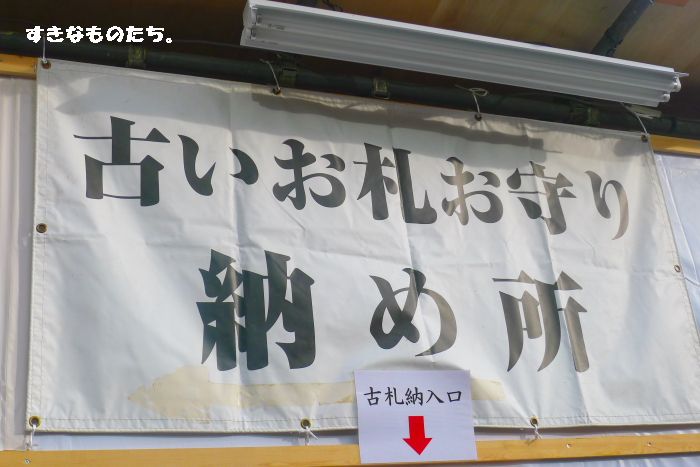 すきなものたち。
古いお札お守り
納め所
古札納入口